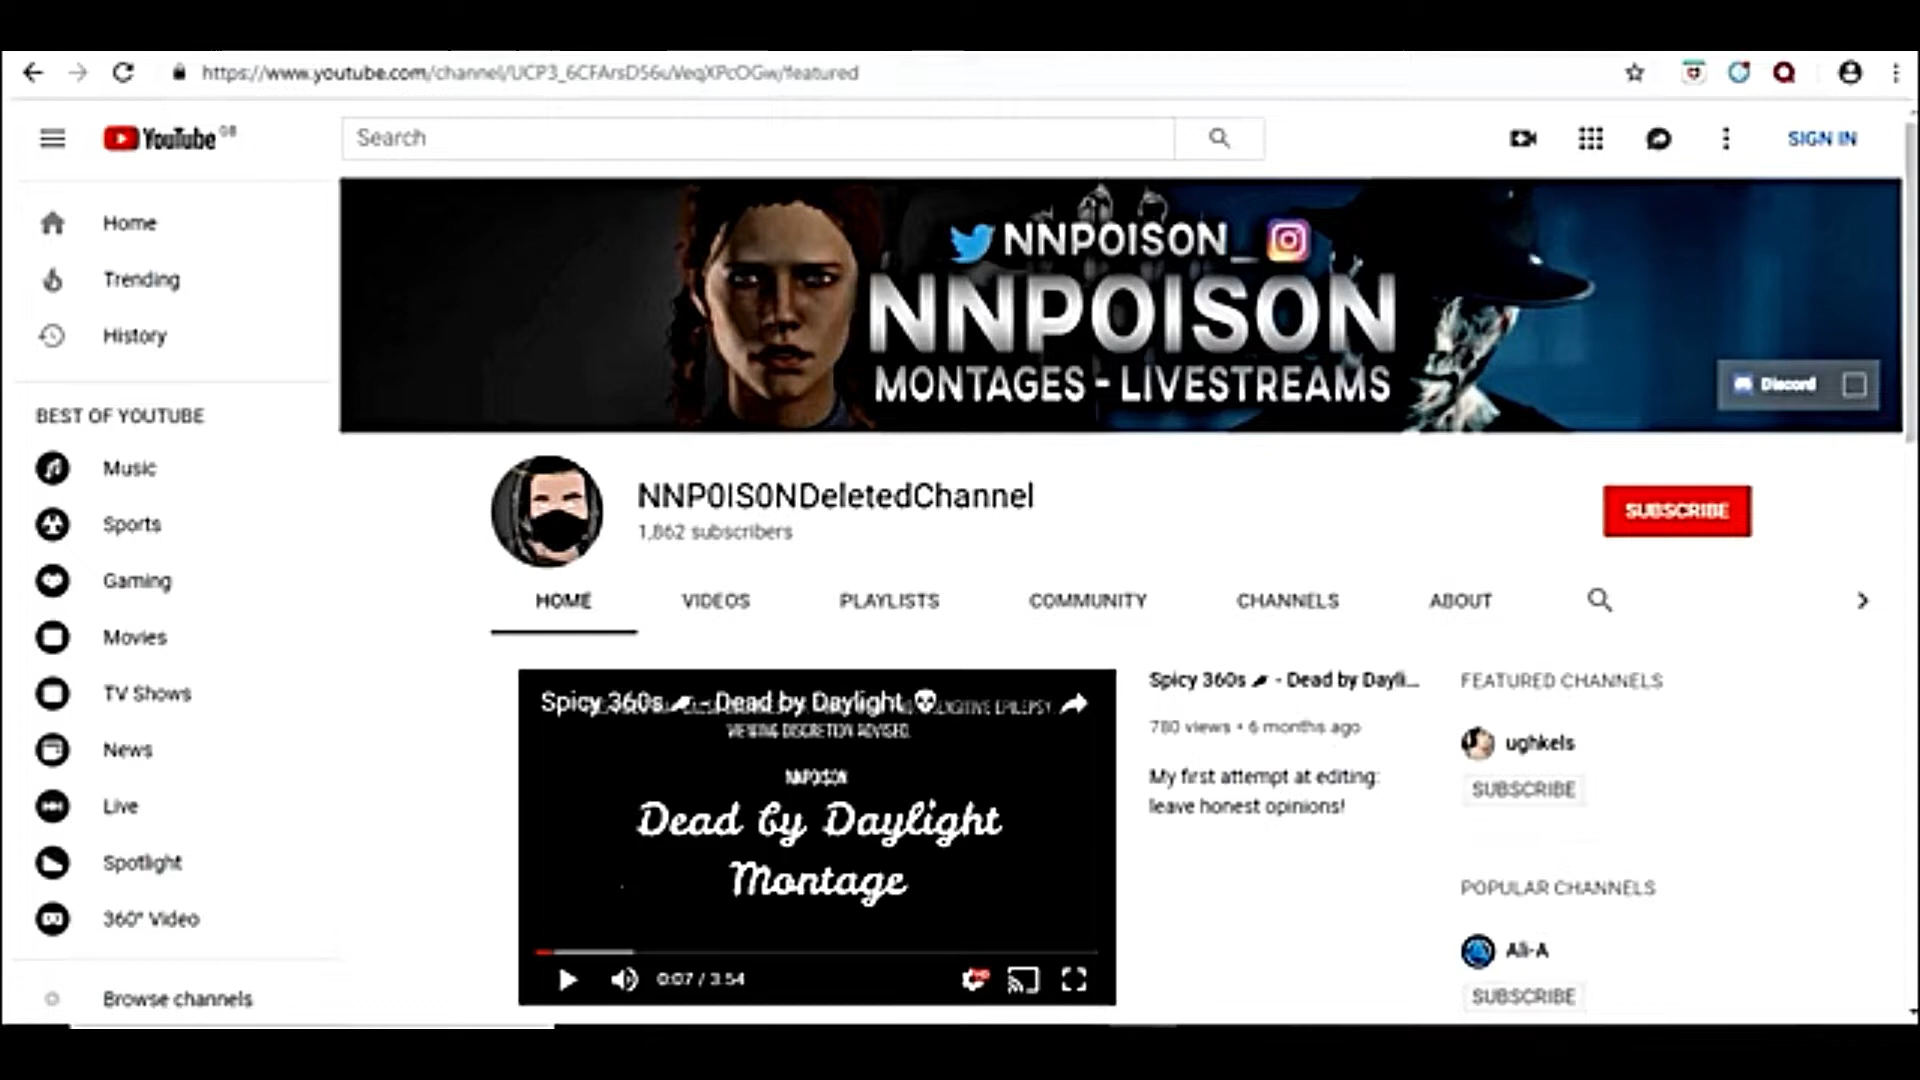 https://www.youtube.com/channel/UCP3_6CFArsD56uVeqXPcOGw/featured
YouTube GB
Search
SIGN IN
Home
Trending
History
BEST OF YOUTUBE
Music
Sports
Gaming
Movies
TV Shows
News
Live
Spotlight
360° Video
Browse channels
NNPOISON_
NNPOISON
MONTAGES - LIVESTREAMS
Discord
NNP0IS0NDeletedChannel
1,862 subscribers
SUBSCRIBE
HOME VIDEOS PLAYLISTS COMMUNITY CHANNELS ABOUT
Spicy 360s 🌶 - Dead by Daylight 💀
SENSITIVE EPILEPSY
VIEWING DISCRETION ADVISED.
NNPOISON
Dead by Daylight
Montage
0:07 / 3:54
Spicy 360s 🌶 - Dead by Dayli...
780 views • 6 months ago
My first attempt at editing:
leave honest opinions!
FEATURED CHANNELS
ughkels
SUBSCRIBE
POPULAR CHANNELS
Ali-A
SUBSCRIBE